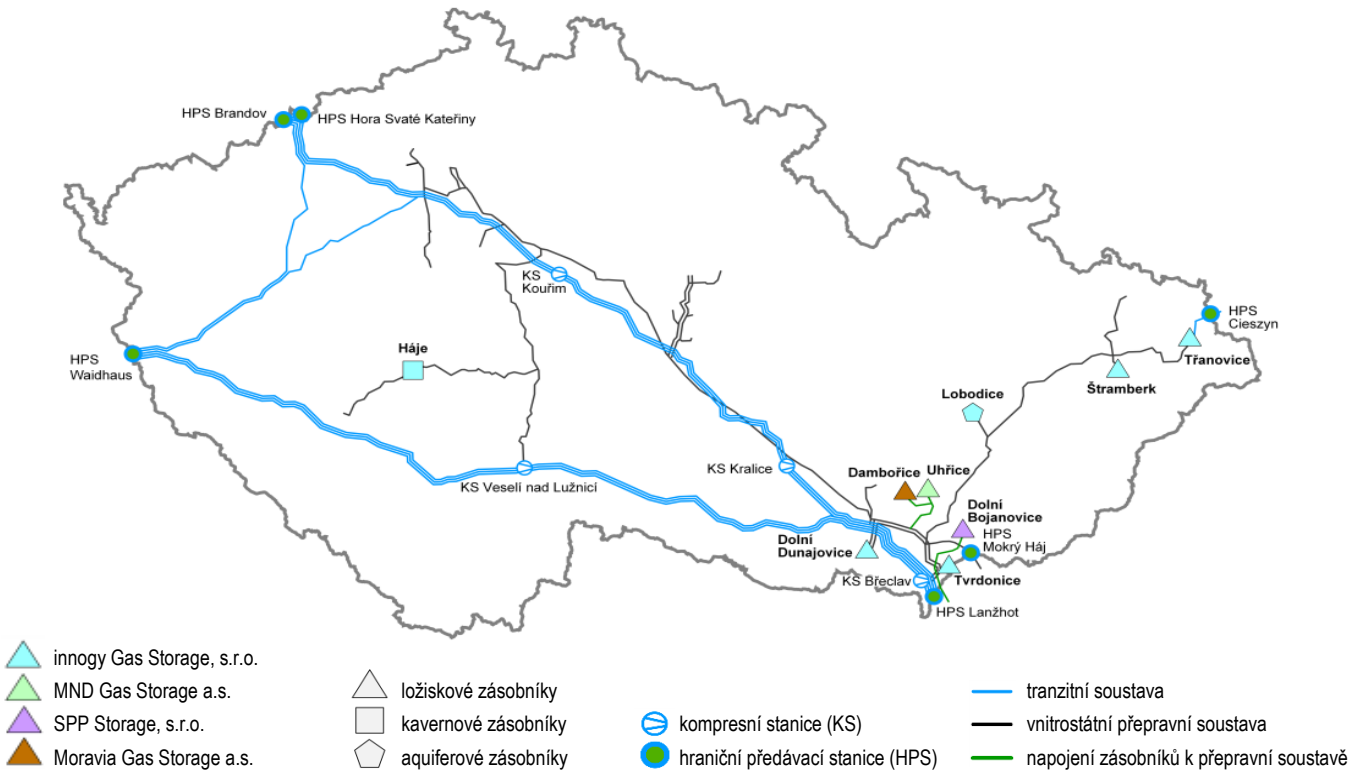 HPS Brandov
HPS Hora Svaté Kateřiny
KS
Kouřim
HPS
Cieszyn
Třanovice
Štramberk
HPS
Waidhaus
Háje
Lobodice
KS Kralice
Dambořice
Uhřice
KS Veselí nad Lužnicí
Dolní
Bojanovice
HPS
Mokrý Háj
Dolní
Dunajovice
KS Břeclav
Tvrdonice
HPS Lanžhot
innogy Gas Storage, s.r.o.
MND Gas Storage a.s.
SPP Storage, s.r.o.
Moravia Gas Storage a.s.
ložiskové zásobníky
kavernové zásobníky
aquiferové zásobníky
kompresní stanice (KS)
hraniční předávací stanice (HPS)
tranzitní soustava
vnitrostátní přepravní soustava
napojení zásobníků k přepravní soustavě